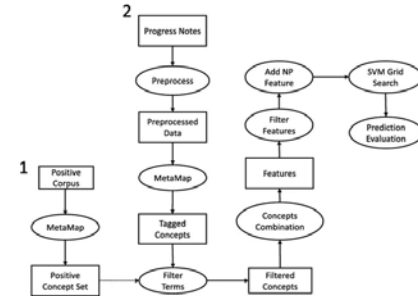 2
Progress Notes
Preprocess
Preprocessed
Data
MetaMap
Tagged
Concepts
Filter
Terms
1
Positive
Corpus
MetaMap
Positive
Concept Set
Filtered
Concepts
Concepts
Combination
Features
Filter
Features
Add NP
Feature
SVM Grid
Search
Prediction
Evaluation